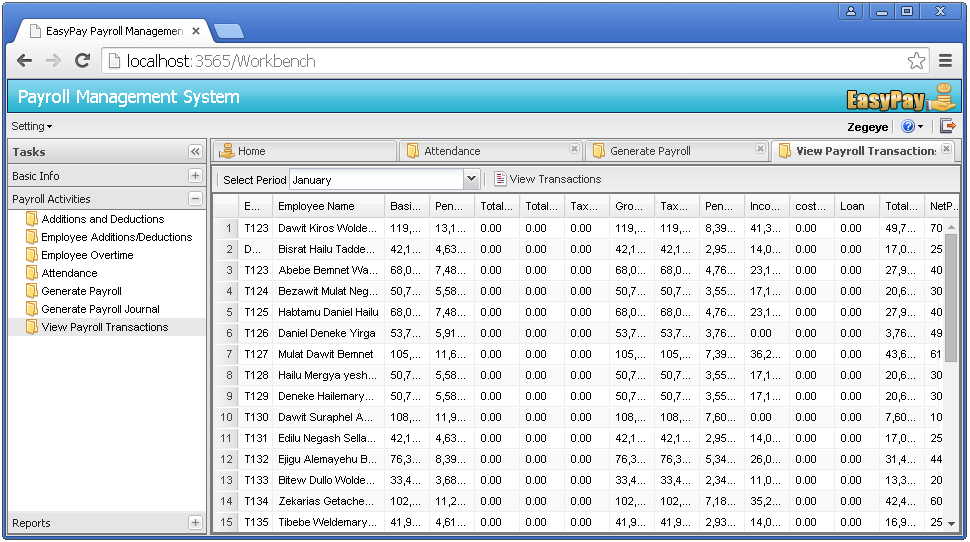 EasyPay Payroll Managemen
localhost:3565/Workbench
Payroll Management System EasyPay
Setting Zegeye
Tasks Home Attendance Generate Payroll View Payroll Transactions
Basic Info Select Period January View Transactions
Payroll Activities
Additions and Deductions
Employee Additions/Deductions
Employee Overtime
Attendance
Generate Payroll
Generate Payroll Journal
View Payroll Transactions
Reports
E... Employee Name Basi... Pen... Total... Total... Tax... Gro... Tax... Pen... Inco... cost... Loan Total... NetP...
1 T123 Dawit Kiros Wolde... 119,... 13,1... 0.00 0.00 0.00 119,... 119,... 8,39... 41,3... 0.00 0.00 49,7... 70
2 D... Bisrat Hailu Tadde... 42,1... 4,63... 0.00 0.00 0.00 42,1... 42,1... 2,95... 14,0... 0.00 0.00 17,0... 25
3 T123 Abebe Bemnet Wa... 68,0... 7,48... 0.00 0.00 0.00 68,0... 68,0... 4,76... 23,1... 0.00 0.00 27,9... 40
4 T124 Bezawit Mulat Neg... 50,7... 5,58... 0.00 0.00 0.00 50,7... 50,7... 3,55... 17,1... 0.00 0.00 20,6... 30
5 T125 Habtamu Daniel Hailu 68,0... 7,48... 0.00 0.00 0.00 68,0... 68,0... 4,76... 23,1... 0.00 0.00 27,9... 40
6 T126 Daniel Deneke Yirga 53,7... 5,91... 0.00 0.00 0.00 53,7... 53,7... 3,76... 0.00 0.00 0.00 3,76... 49
7 T127 Mulat Dawit Bemnet 105,... 11,6... 0.00 0.00 0.00 105,... 105,... 7,39... 36,2... 0.00 0.00 43,6... 61
8 T128 Hailu Mergya yesh... 50,7... 5,58... 0.00 0.00 0.00 50,7... 50,7... 3,55... 17,1... 0.00 0.00 20,6... 30
9 T129 Deneke Hailemary... 50,7... 5,58... 0.00 0.00 0.00 50,7... 50,7... 3,55... 17,1... 0.00 0.00 20,6... 30
10 T130 Dawit Suraphel A... 108,... 11,9... 0.00 0.00 0.00 108,... 108,... 7,60... 0.00 0.00 0.00 7,60... 10
11 T131 Edilu Negash Sella... 42,1... 4,63... 0.00 0.00 0.00 42,1... 42,1... 2,95... 14,0... 0.00 0.00 17,0... 25
12 T132 Ejigu Alemayehu B... 76,3... 8,39... 0.00 0.00 0.00 76,3... 76,3... 5,34... 26,0... 0.00 0.00 31,4... 44
13 T133 Bitew Dullo Wolde... 33,4... 3,68... 0.00 0.00 0.00 33,4... 33,4... 2,34... 11,0... 0.00 0.00 13,3... 20
14 T134 Zekarias Getache... 102,... 11,2... 0.00 0.00 0.00 102,... 102,... 7,18... 35,2... 0.00 0.00 42,4... 60
15 T135 Tibebe Weldemary... 41,9... 4,61... 0.00 0.00 0.00 41,9... 41,9... 2,93... 14,0... 0.00 0.00 16,9... 25